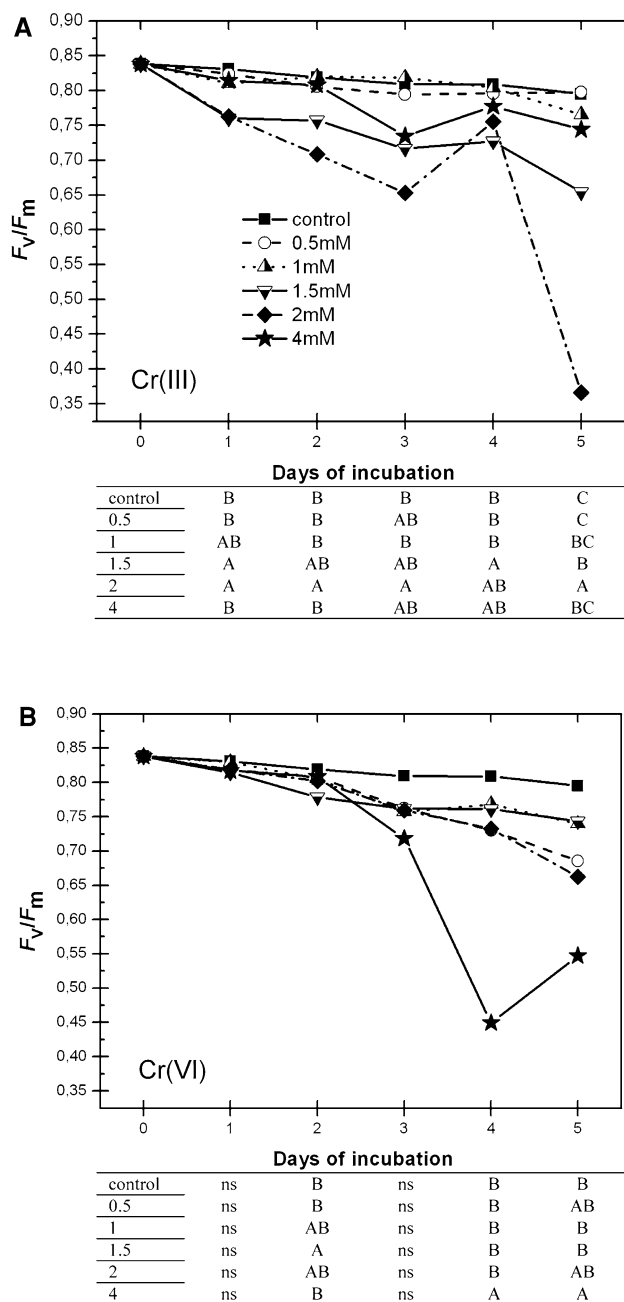 A
0,90
0,85
0,80
0,75
0,70
0,65
0,60
0,55
0,50
0,45
0,40
0,35
Fv/Fm
control
0.5mM
1mM
1.5mM
2mM
4mM
Cr(III)
0 1 2 3 4 5
Days of incubation
control B B B B C
0.5 B B AB B C
1 AB B B B BC
1.5 A AB AB A B
2 A A A AB A
4 B B AB AB BC
B
0,90
0,85
0,80
0.75
0,70
0,65
0,60
0,55
0,50
0,45
0,40
0.35
Fv/Fm
Cr(VI)
0 1 2 3 4 5
Days of incubation
control ns B ns B B
0.5 ns B ns B AB
1 ns AB ns B B
1.5 ns A ns B B
2 ns AB ns B AB
4 ns B ns A A